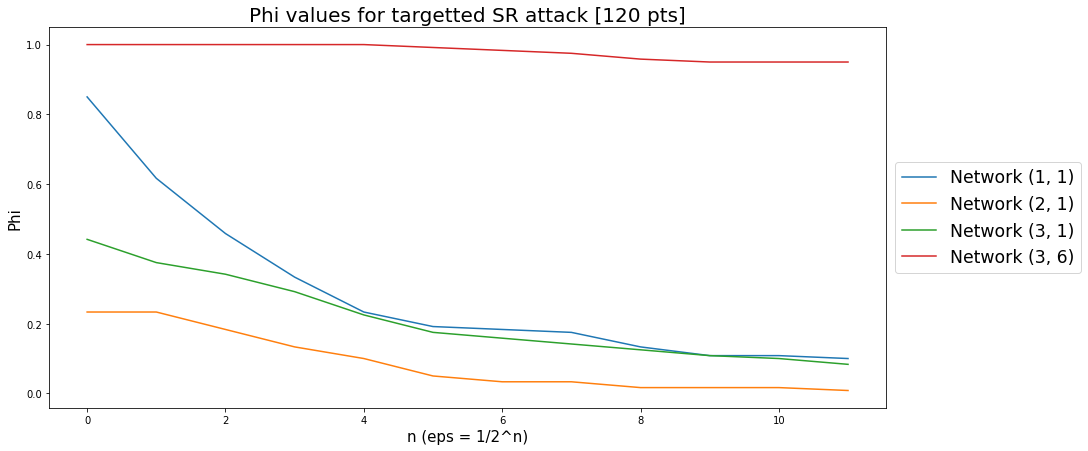 Phi values for targetted SR attack [120 pts]
1.0
0.8
0.6
0.4
0.2
0.0
Phi
0 2 4 6 8 10
n (eps = 1/2^n)
Network (1, 1)
Network (2, 1)
Network (3, 1)
Network (3, 6)